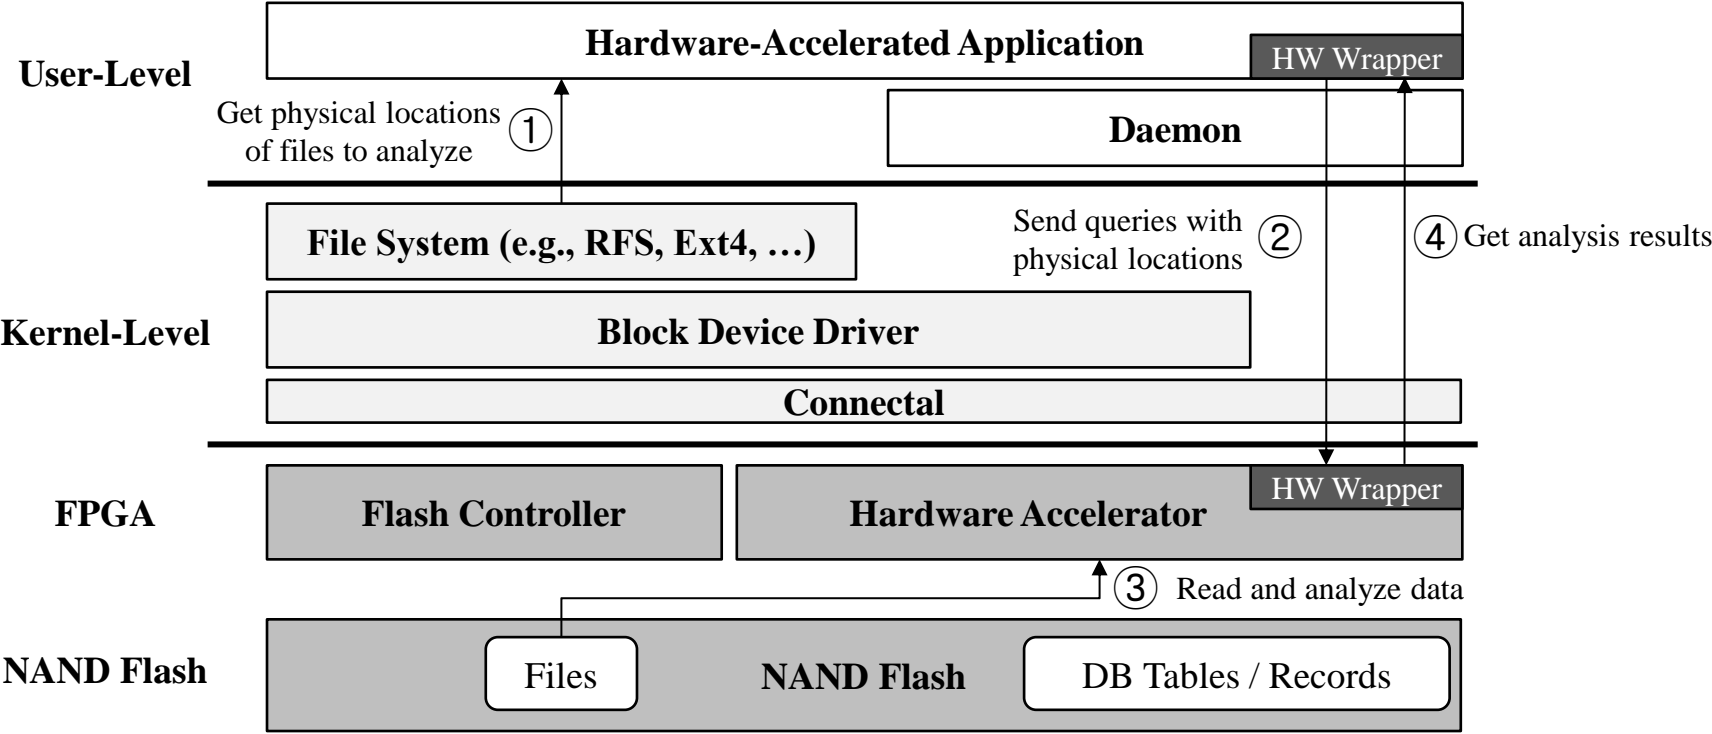 Hardware-Accelerated Application
HW Wrapper
User-Level
Get physical locations
of files to analyze
①
Daemon
File System (e.g., RFS, Ext4, …)
Send queries with
physical locations
②
④ Get analysis results
Kernel-Level
Block Device Driver
Connectal
FPGA
Flash Controller
Hardware Accelerator
HW Wrapper
③ Read and analyze data
NAND Flash
Files
NAND Flash
DB Tables / Records